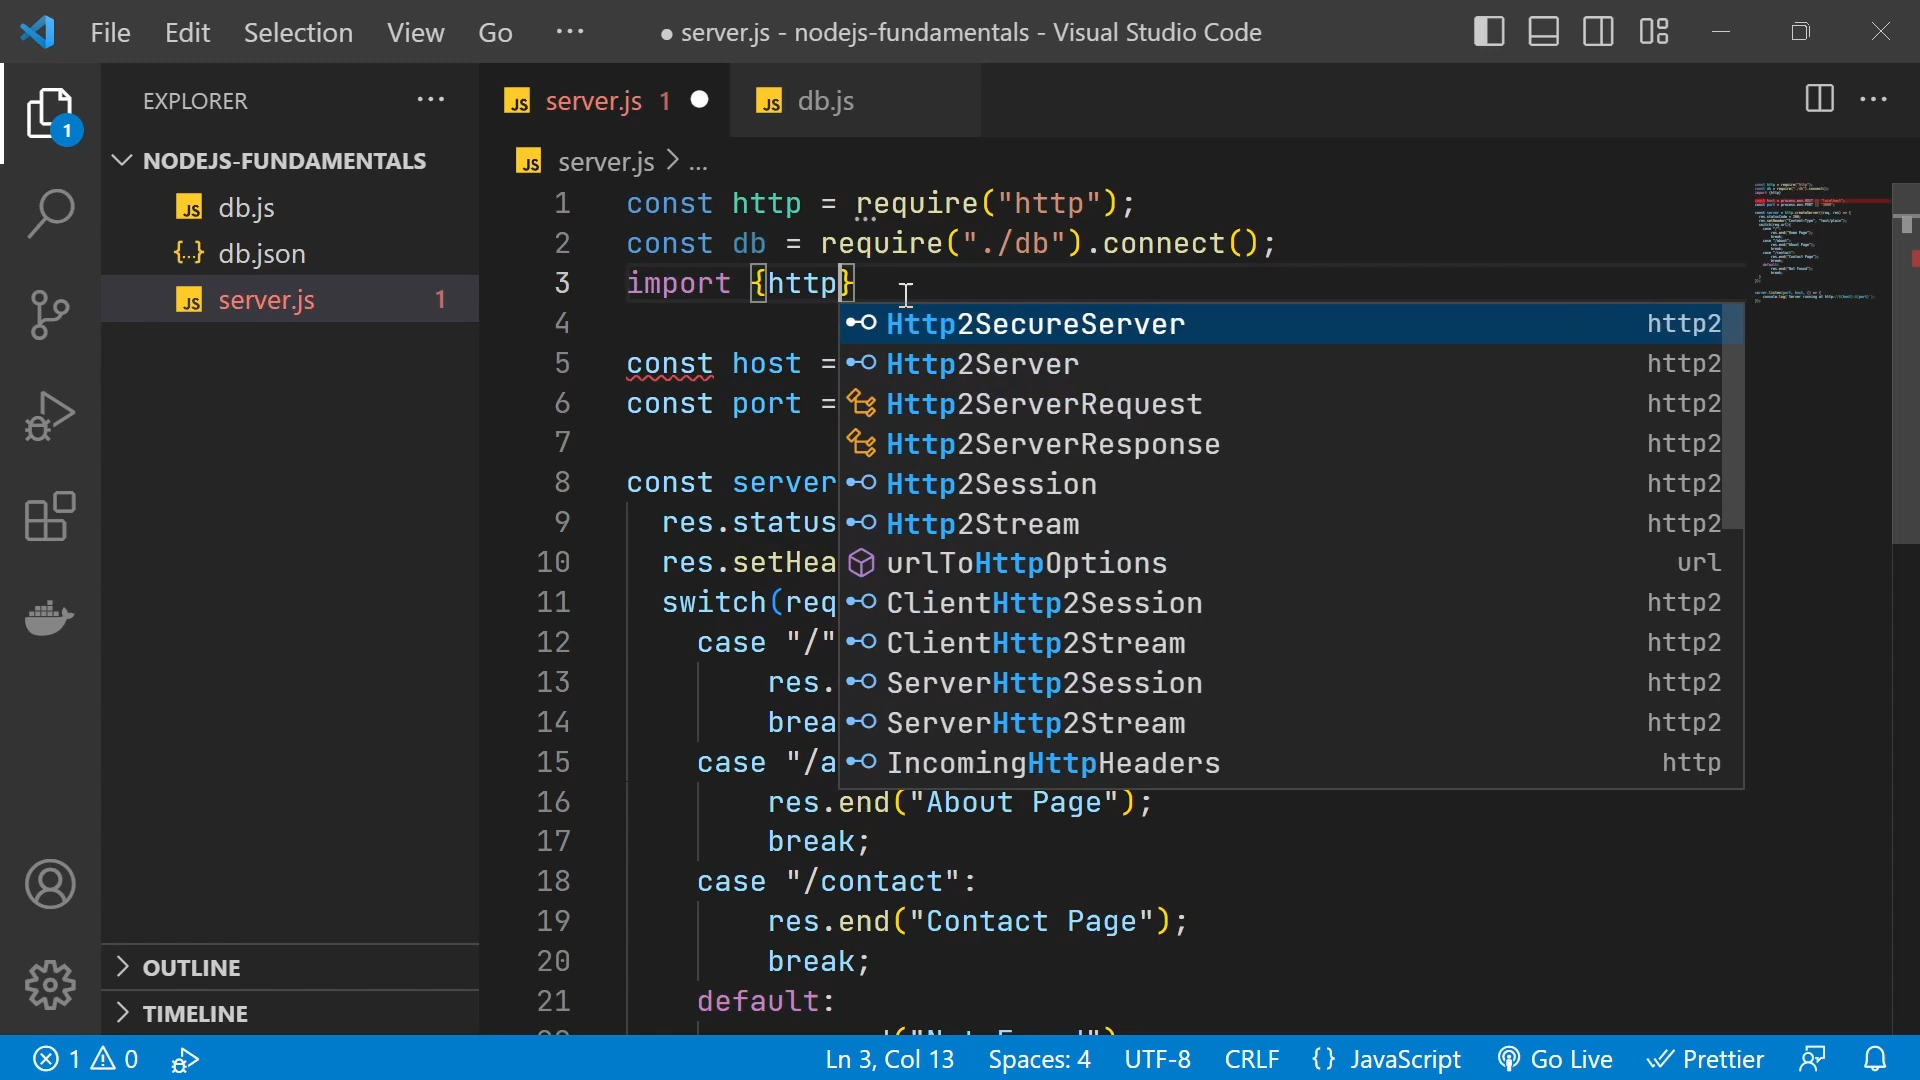 File Edit Selection View Go ··· ● server.js - nodejs-fundamentals - Visual Studio Code
1
EXPLORER ···
NODEJS-FUNDAMENTALS
JS db.js
{..} db.json
JS server.js 1
OUTLINE
TIMELINE
JS server.js 1 ●
JS db.js
···
JS server.js > ...
1 const http = require("http");
2 const db = require("./db").connect();
3 import {http}
4
5 const host =
6 const port =
7
8 const server
9 res.status
10 res.setHea
11 switch(req
12 case "/"
13 res.
14 brea
15 case "/a
16 res.end("About Page");
17 break;
18 case "/contact":
19 res.end("Contact Page");
20 break;
21 default:
Http2SecureServer http2
Http2Server http2
Http2ServerRequest http2
Http2ServerResponse http2
Http2Session http2
Http2Stream http2
urlToHttpOptions url
ClientHttp2Session http2
ClientHttp2Stream http2
ServerHttp2Session http2
ServerHttp2Stream http2
IncomingHttpHeaders http
1 0 Ln 3, Col 13 Spaces: 4 UTF-8 CRLF {} JavaScript Go Live Prettier